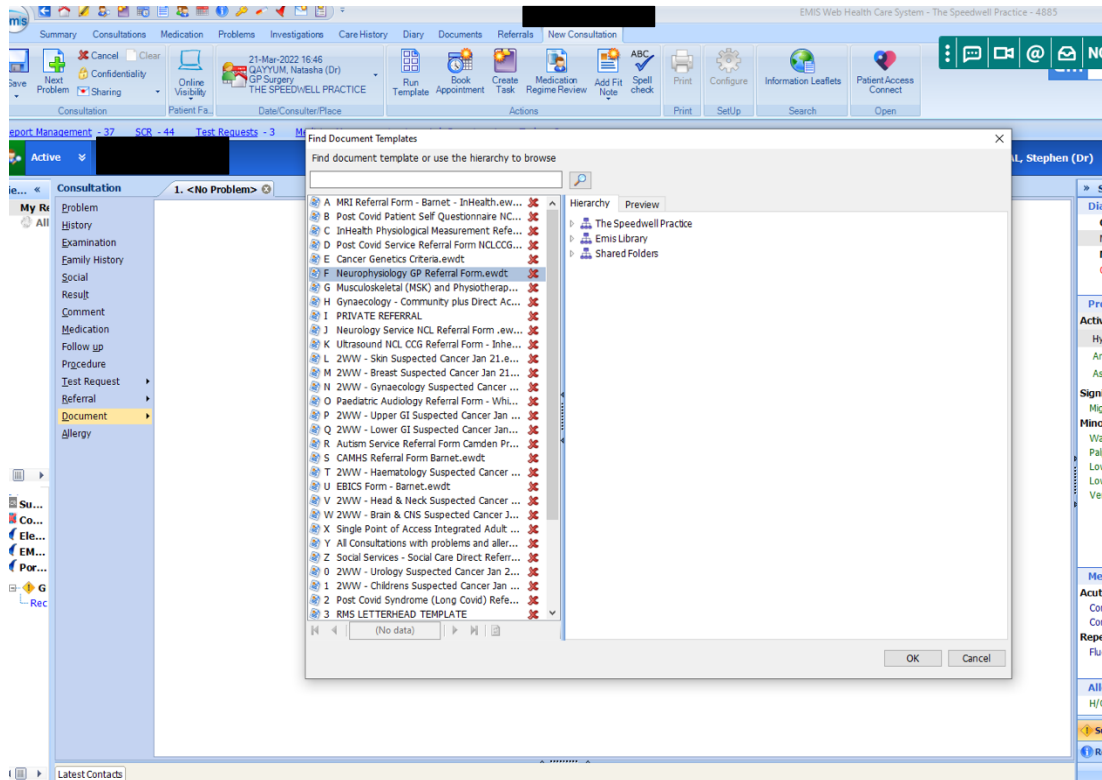 EMIS Web Health Care System - The Speedwell Practice - 4885
Summary Consultations Medication Problems Investigations Care History Diary Documents Referrals New Consultation
Save
Next Problem
Cancel Clear
Confidentiality
Sharing
Online Visibility
21-Mar-2022 16:46
QAYYUM, Natasha (Dr)
GP Surgery
THE SPEEDWELL PRACTICE
Run Template
Book Appointment
Create Task
Medication Regime Review
Add Fit Note
ABC
Spell check
Print
Configure
Information Leaflets
Patient Access Connect
Consultation Patient Fa... Date/Consulter/Place Actions Print SetUp Search Open
eport Management - 37 SCR - 44 Test Requests - 3
Active
AL, Stephen (Dr)
Find Document Templates
Find document template or use the hierarchy to browse
Consultation
1. <No Problem>
My Re
All
Problem
History
Examination
Family History
Social
Result
Comment
Medication
Follow up
Procedure
Test Request
Referral
Document
Allergy
A MRI Referral Form - Barnet - InHealth.ew...
B Post Covid Patient Self Questionnaire NC...
C InHealth Physiological Measurement Refe...
D Post Covid Service Referral Form NCLCCG...
E Cancer Genetics Criteria.ewdt
F Neurophysiology GP Referral Form.ewdt
G Musculoskeletal (MSK) and Physiotherap...
H Gynaecology - Community plus Direct Ac...
I PRIVATE REFERRAL
J Neurology Service NCL Referral Form .ew...
K Ultrasound NCL CCG Referral Form - Inhe...
L 2WW - Skin Suspected Cancer Jan 21.e...
M 2WW - Breast Suspected Cancer Jan 21...
N 2WW - Gynaecology Suspected Cancer ...
O Paediatric Audiology Referral Form - Whi...
P 2WW - Upper GI Suspected Cancer Jan ...
Q 2WW - Lower GI Suspected Cancer Jan...
R Autism Service Referral Form Camden Pr...
S CAMHS Referral Form Barnet.ewdt
T 2WW - Haematology Suspected Cancer ...
U EBICS Form - Barnet.ewdt
V 2WW - Head & Neck Suspected Cancer ...
W 2WW - Brain & CNS Suspected Cancer J...
X Single Point of Access Integrated Adult ...
Y All Consultations with problems and aller...
Z Social Services - Social Care Direct Referr...
0 2WW - Urology Suspected Cancer Jan 2...
1 2WW - Childrens Suspected Cancer Jan ...
2 Post Covid Syndrome (Long Covid) Refe...
3 RMS LETTERHEAD TEMPLATE
(No data)
Hierarchy Preview
The Speedwell Practice
Emis Library
Shared Folders
OK Cancel
Su...
Co...
Ele...
EM...
Por...
G
Rec
Latest Contacts